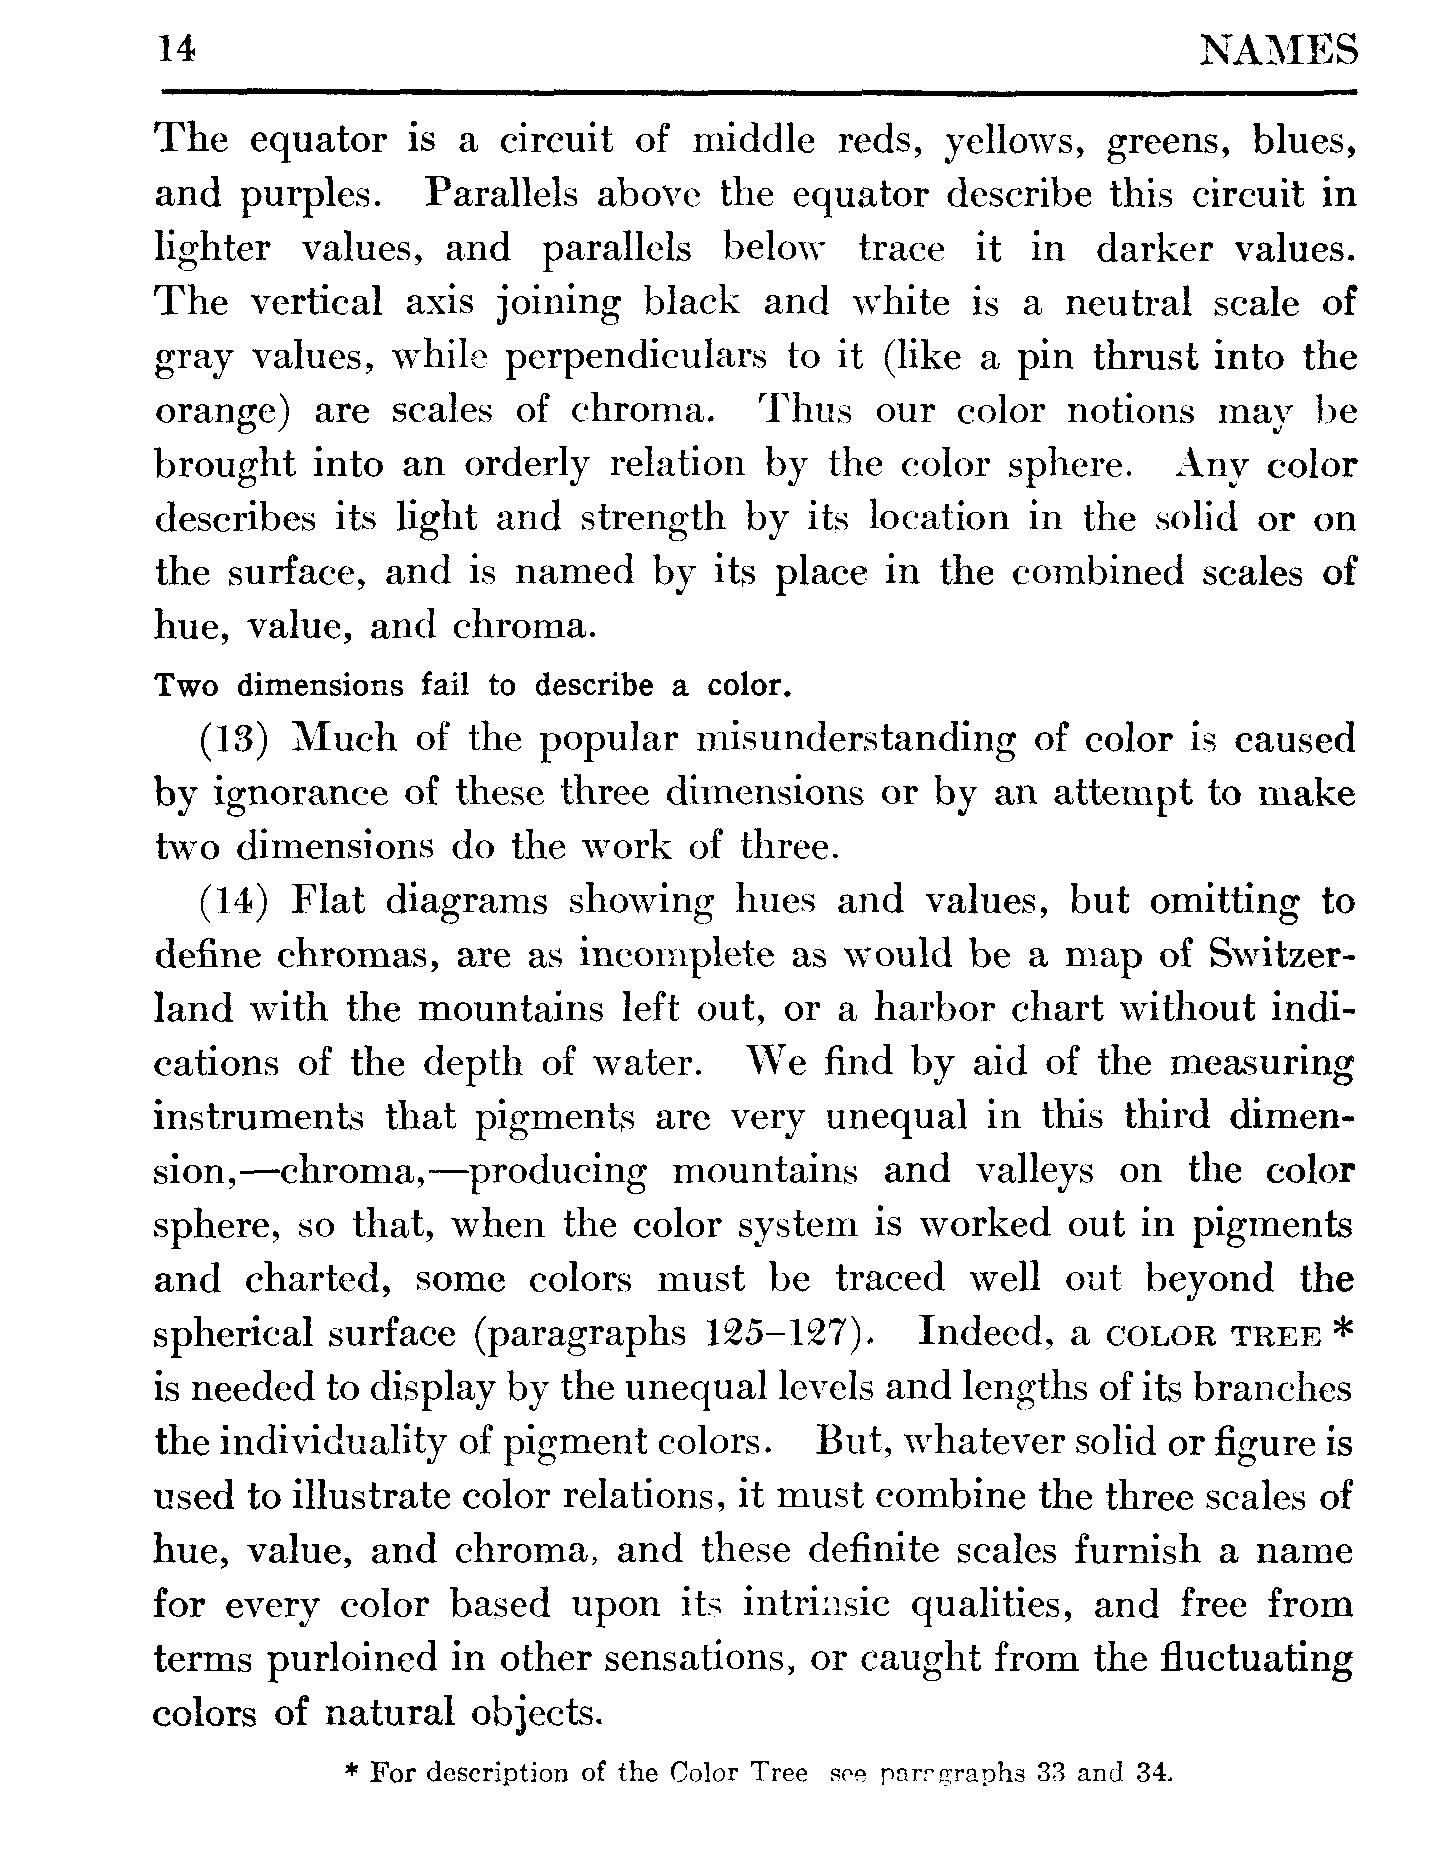 14 NAMES
The equator is a circuit of middle reds, yellows, greens, blues,
and purples. Parallels above the equator describe this circuit in
lighter values, and parallels below trace it in darker values.
The vertical axis joining black and white is a neutral scale of
gray values, while perpendiculars to it (like a pin thrust into the
orange) are scales of chroma. Thus our color notions may be
brought into an orderly relation by the color sphere. Any color
describes its light and strength by its location in the solid or on
the surface, and is named by its place in the combined scales of
hue, value, and chroma.
Two dimensions fail to describe a color.
(13) Much of the popular misunderstanding of color is caused
by ignorance of these three dimensions or by an attempt to make
two dimensions do the work of three.
(14) Flat diagrams showing hues and values, but omitting to
define chromas, are as incomplete as would be a map of Switzer-
land with the mountains left out, or a harbor chart without indi-
cations of the depth of water. We find by aid of the measuring
instruments that pigments are very unequal in this third dimen-
sion,—chroma,—producing mountains and valleys on the color
sphere, so that, when the color system is worked out in pigments
and charted, some colors must be traced well out beyond the
spherical surface (paragraphs 125–127). Indeed, a COLOR TREE *
is needed to display by the unequal levels and lengths of its branches
the individuality of pigment colors. But, whatever solid or figure is
used to illustrate color relations, it must combine the three scales of
hue, value, and chroma, and these definite scales furnish a name
for every color based upon its intrinsic qualities, and free from
terms purloined in other sensations, or caught from the fluctuating
colors of natural objects.
* For description of the Color Tree see paragraphs 33 and 34.